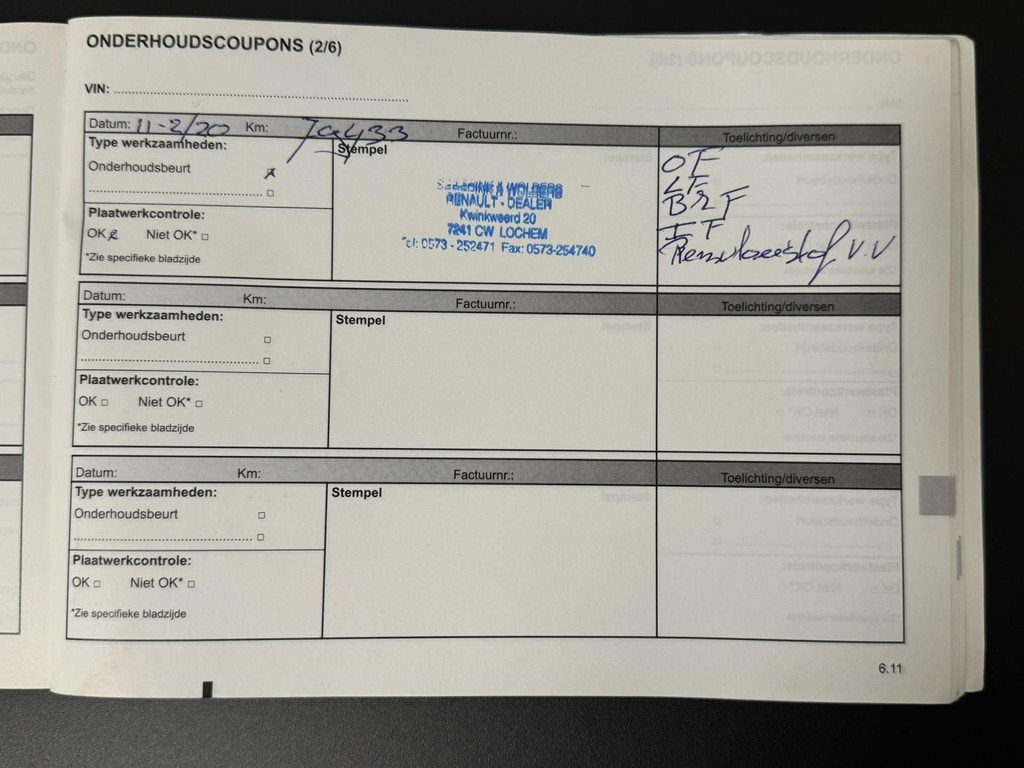 ONDERHOUDSCOUPONS (2/6)
VIN:
Datum: 11-2/20 Km: Factuurnr.: Toelichting/diversen
Type werkzaamheden: Stempel
Onderhoudsbeurt
Plaatwerkcontrole:
OK Niet OK*
*Zie specifieke bladzijde
& WOLBERS
RENAULT - DEALER
Kwinkweerd 20
7241 CW LOCHEM
Tel: 0573 - 252471 Fax: 0573-254740
OF
LF
BRF
IF
Remvloeistof V.V
Datum: Km: Factuurnr.: Toelichting/diversen
Type werkzaamheden: Stempel
Onderhoudsbeurt
Plaatwerkcontrole:
OK Niet OK*
*Zie specifieke bladzijde
Datum: Km: Factuurnr.: Toelichting/diversen
Type werkzaamheden: Stempel
Onderhoudsbeurt
Plaatwerkcontrole:
OK Niet OK*
*Zie specifieke bladzijde
6.11